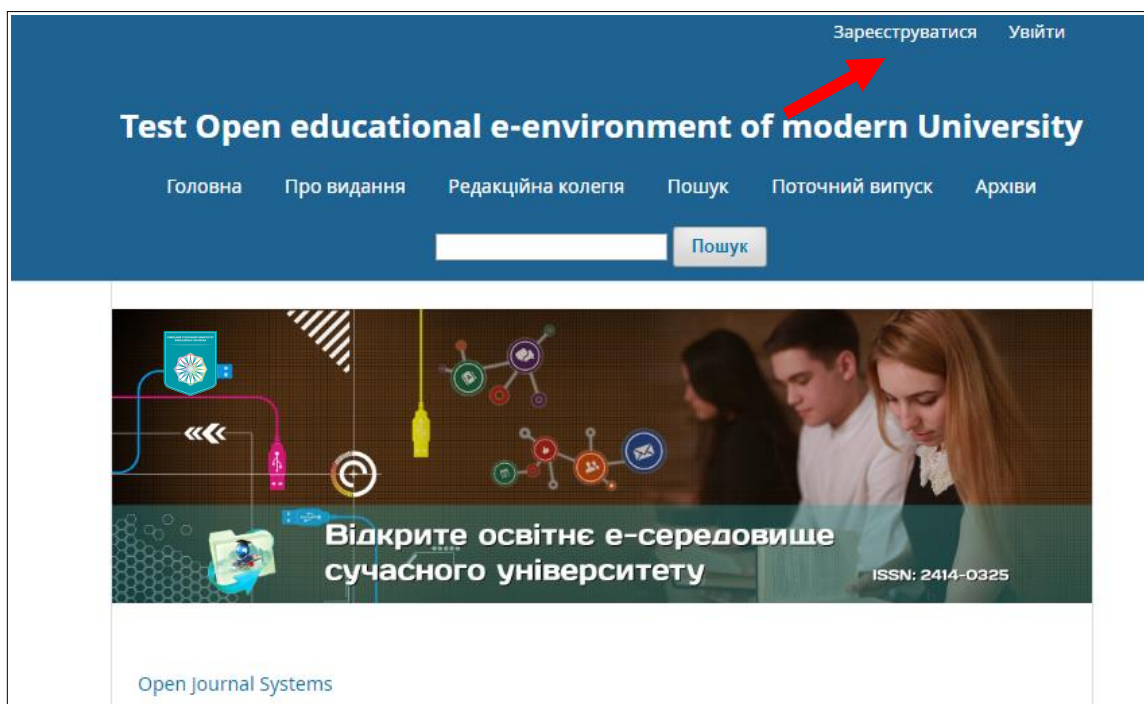 Зареєструватися Увійти
Test Open educational e-environment of modern University
Головна Про видання Редакційна колегія Пошук Поточний випуск Архіви
Пошук
Відкрите освітнє е-середовище
сучасного університету
ISSN: 2414-0325
Open Journal Systems